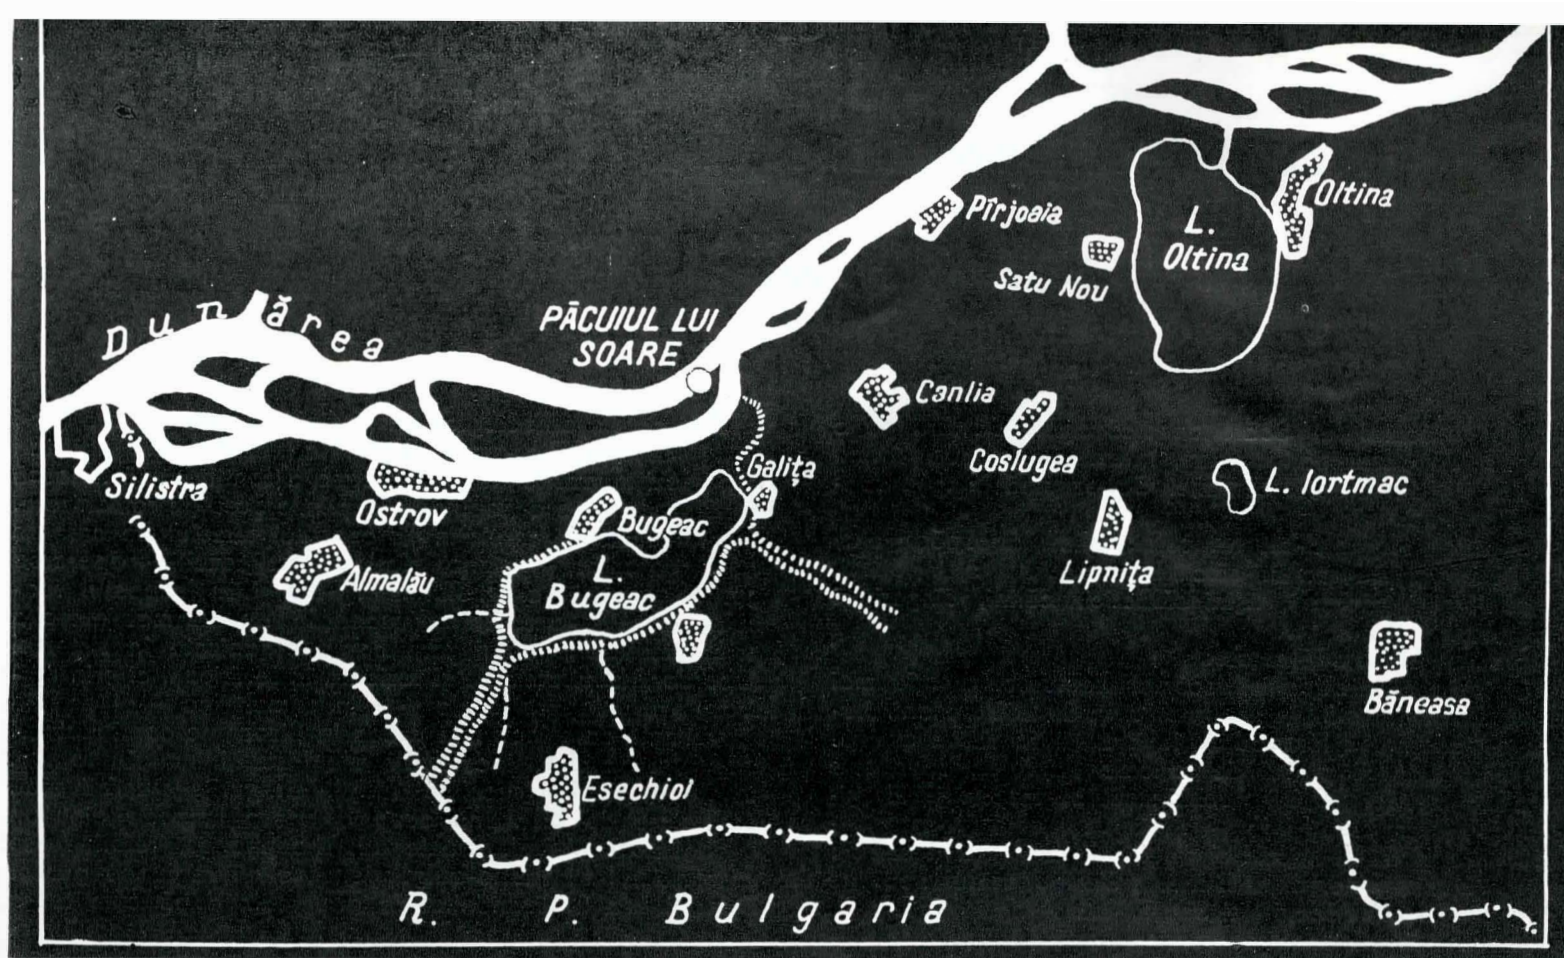 Dunărea
PĂCUIUL LUI
SOARE
Pîrjoaia
Satu Nou
L.
Oltina
Oltina
Canlia
Coslugea
L. Iortmac
Galița
Silistra
Ostrov
Bugeac
Almalău
L.
Bugeac
Lipnița
Băneasa
Esechiol
R. P. Bulgaria